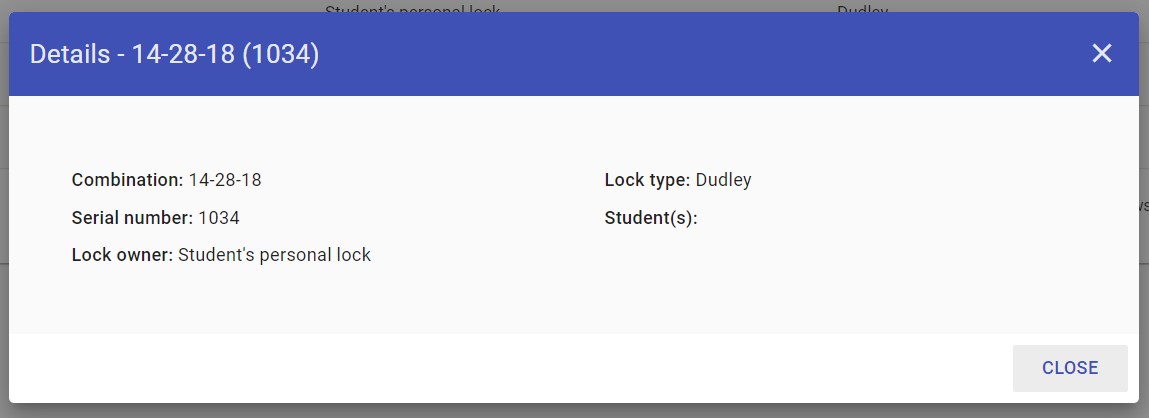 Student's personal lock Dudley
Details - 14-28-18 (1034)
Combination: 14-28-18
Lock type: Dudley
Serial number: 1034
Student(s):
Lock owner: Student's personal lock
CLOSE